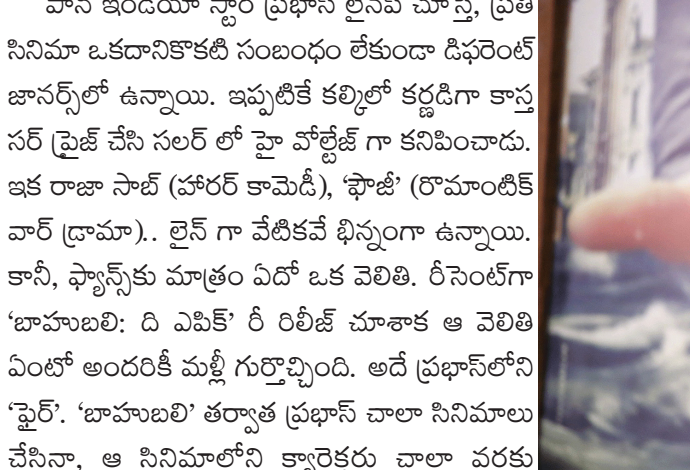 పాన్ ఇండియా స్టార్ ప్రభాస్ లైనప్ చూస్తే, ప్రతి
సినిమా ఒకదానికొకటి సంబంధం లేకుండా డిఫరెంట్
జానర్స్‌లో ఉన్నాయి. ఇప్పటికే కల్కిలో కర్ణడిగా కాస్త
సర్ ప్రైజ్ చేసి సలర్ లో హై వోల్టేజ్ గా కనిపించాడు.
ఇక రాజా సాబ్ (హారర్ కామెడీ), ‘ఫౌజీ’ (రొమాంటిక్
వార్ డ్రామా).. లైన్ గా వేటికవే భిన్నంగా ఉన్నాయి.
కానీ, ఫ్యాన్స్‌కు మాత్రం ఏదో ఒక వెలితి. రీసెంట్‌గా
‘బాహుబలి: ది ఎపిక్’ రీ రిలీజ్ చూశాక ఆ వెలితి
ఏంటో అందరికీ మళ్లీ గుర్తొచ్చింది. అదే ప్రభాస్‌లోని
‘ఫైర్’. ‘బాహుబలి’ తర్వాత ప్రభాస్ చాలా సినిమాలు
చేసినా, ఆ సినిమాలోని క్యారెక్టరు చాలా వరకు